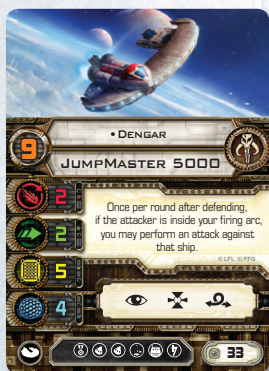 • DENGAR
9
JUMPMASTER 5000
2
2
5
4
Once per round after defending,
if the attacker is inside your firing arc,
you may perform an attack against
that ship.
©LFL ©FFG
33